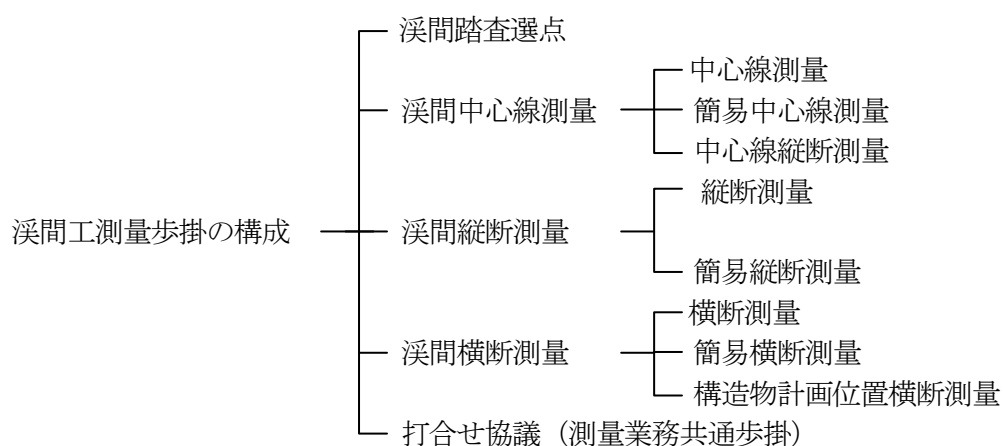 渓間踏査選点
中心線測量
渓間中心線測量
簡易中心線測量
中心線縦断測量
縦断測量
渓間工測量歩掛の構成
渓間縦断測量
簡易縦断測量
横断測量
渓間横断測量
簡易横断測量
構造物計画位置横断測量
打合せ協議（測量業務共通歩掛）